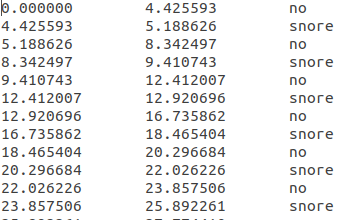 0.000000 4.425593 no
4.425593 5.188626 snore
5.188626 8.342497 no
8.342497 9.410743 snore
9.410743 12.412007 no
12.412007 12.920696 snore
12.920696 16.735862 no
16.735862 18.465404 snore
18.465404 20.296684 no
20.296684 22.026226 snore
22.026226 23.857506 no
23.857506 25.892261 snore